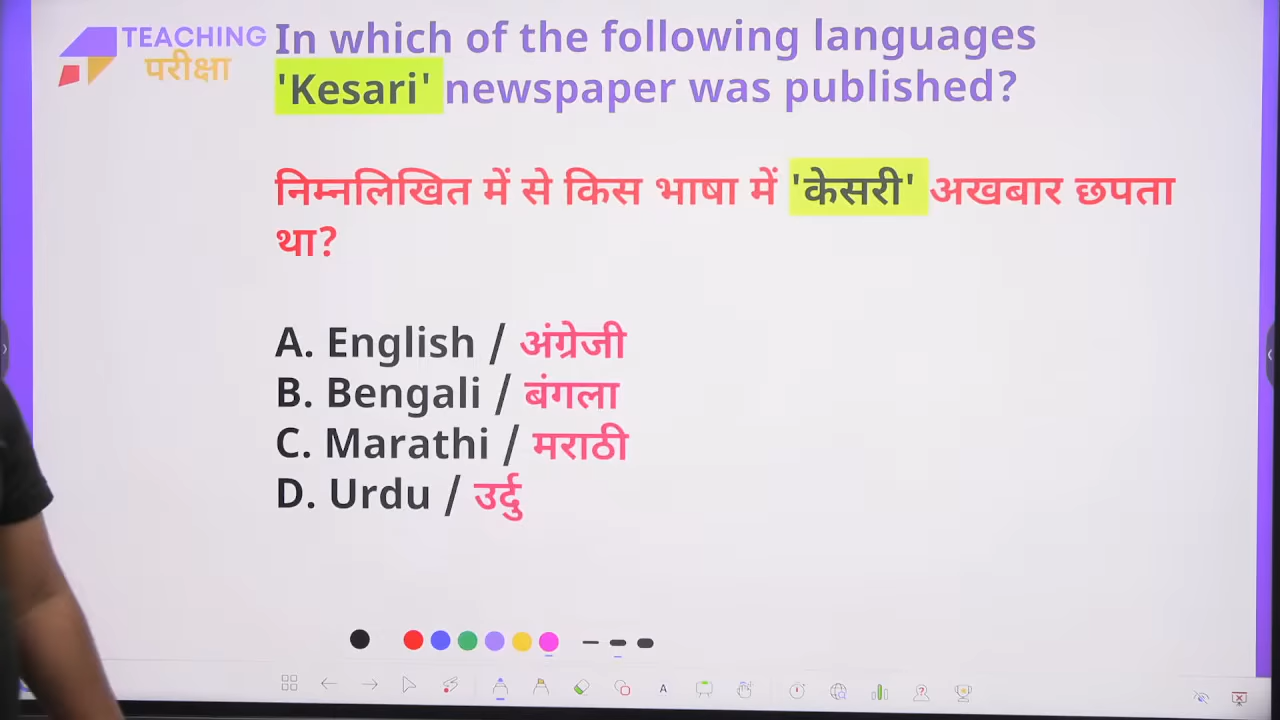 TEACHING
परीक्षा
In which of the following languages
'Kesari' newspaper was published?
निम्नलिखित में से किस भाषा में 'केसरी' अखबार छपता
था?
A. English / अंग्रेजी
B. Bengali / बंगला
C. Marathi / मराठी
D. Urdu / उर्दु
A